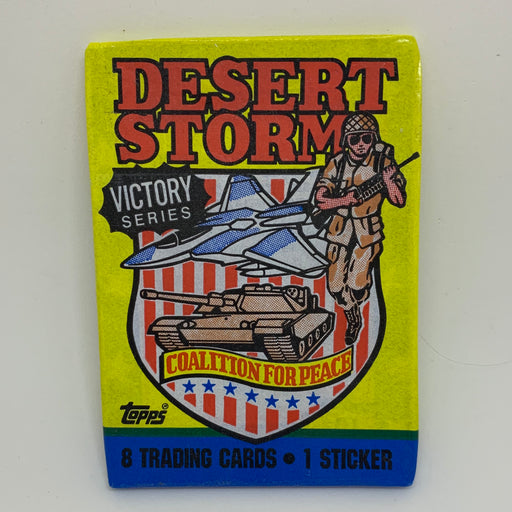 DESERT
STORM
VICTORY
SERIES
COALITION FOR PEACE
Topps®
8 TRADING CARDS • 1 STICKER